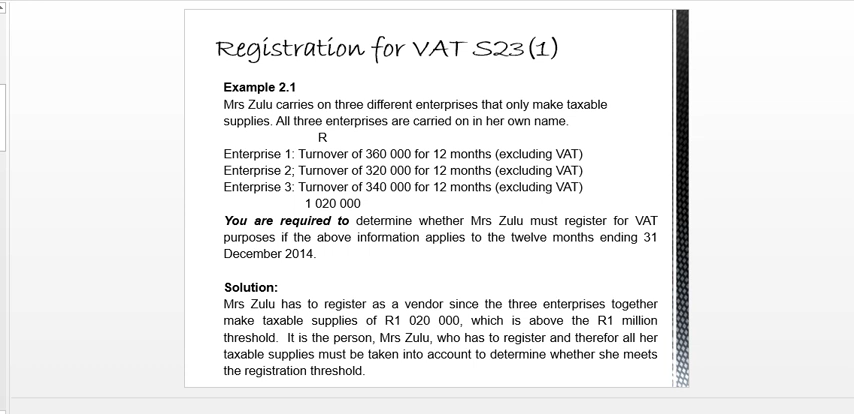 Registration for VAT S23(1)
Example 2.1
Mrs Zulu carries on three different enterprises that only make taxable
supplies. All three enterprises are carried on in her own name.
R
Enterprise 1: Turnover of 360 000 for 12 months (excluding VAT)
Enterprise 2; Turnover of 320 000 for 12 months (excluding VAT)
Enterprise 3: Turnover of 340 000 for 12 months (excluding VAT)
1 020 000
You are required to determine whether Mrs Zulu must register for VAT
purposes if the above information applies to the twelve months ending 31
December 2014.
Solution:
Mrs Zulu has to register as a vendor since the three enterprises together
make taxable supplies of R1 020 000, which is above the R1 million
threshold. It is the person, Mrs Zulu, who has to register and therefor all her
taxable supplies must be taken into account to determine whether she meets
the registration threshold.